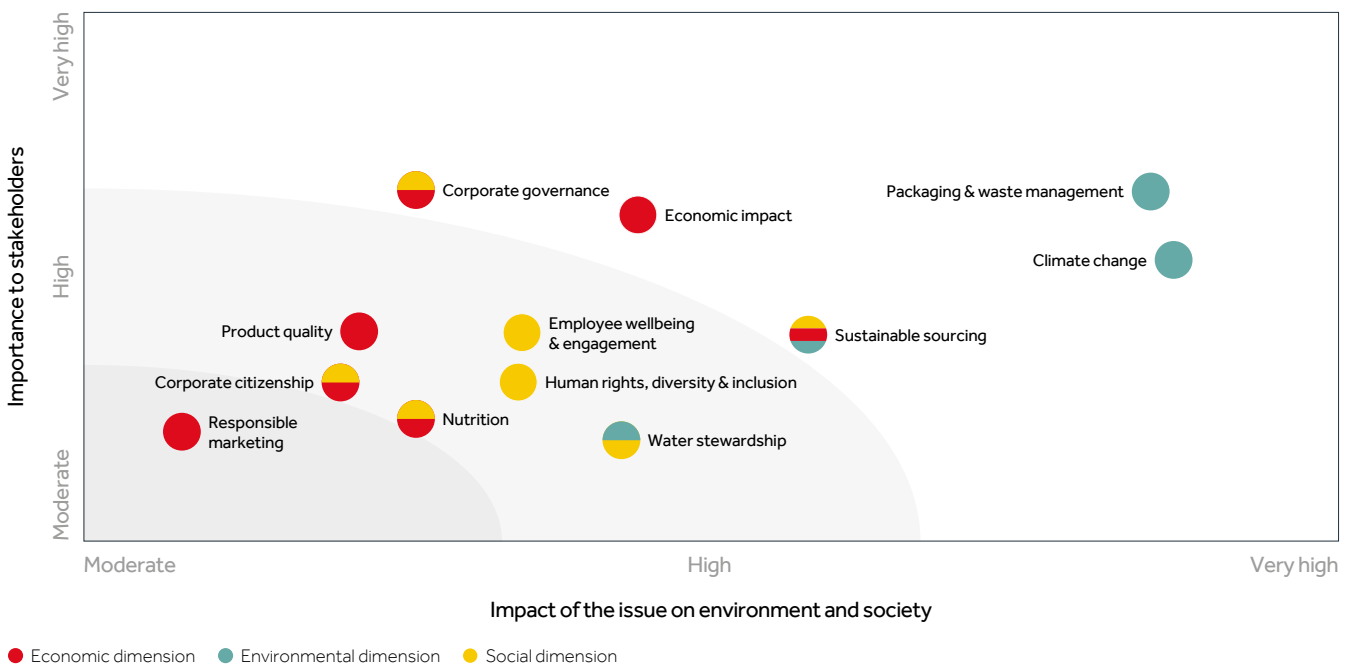 Very high
High
Moderate
Importance to stakeholders
Corporate governance
Economic impact
Packaging & waste management
Climate change
Product quality
Employee wellbeing
& engagement
Sustainable sourcing
Corporate citizenship
Human rights, diversity & inclusion
Responsible
marketing
Nutrition
Water stewardship
Moderate
High
Very high
Impact of the issue on environment and society
Economic dimension
Environmental dimension
Social dimension